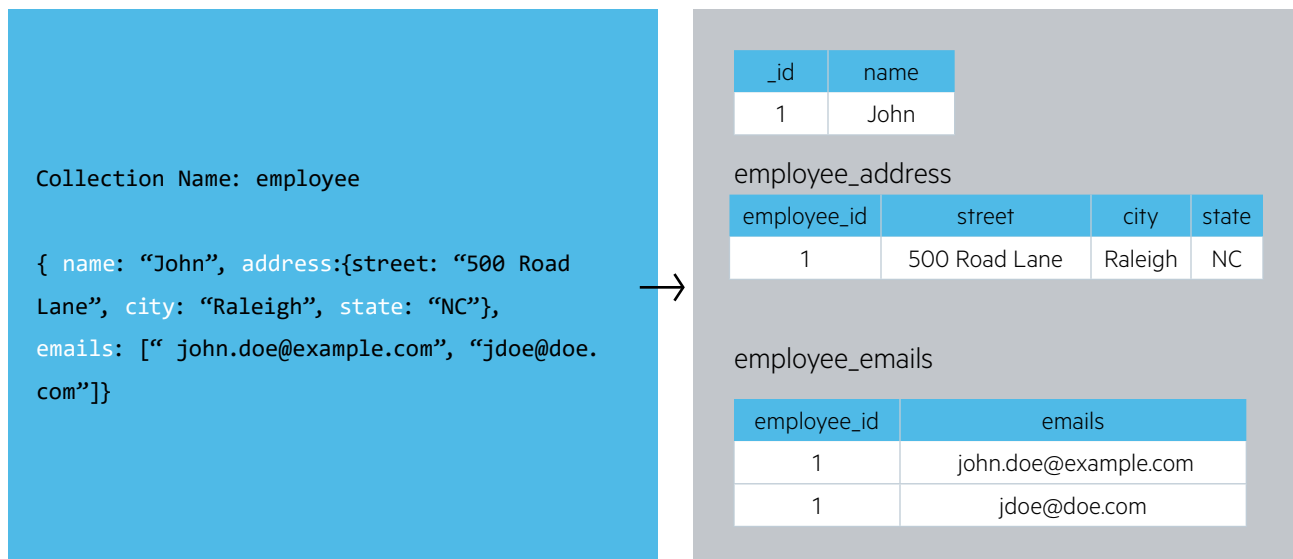 Collection Name: employee
{ name: “John”, address:{street: “500 Road
Lane”, city: “Raleigh”, state: “NC”},
emails: [“ john.doe@example.com”, “jdoe@doe.
com”]}
_id name
1 John
employee_address
employee_id street city state
1 500 Road Lane Raleigh NC
employee_emails
employee_id emails
1 john.doe@example.com
1 jdoe@doe.com